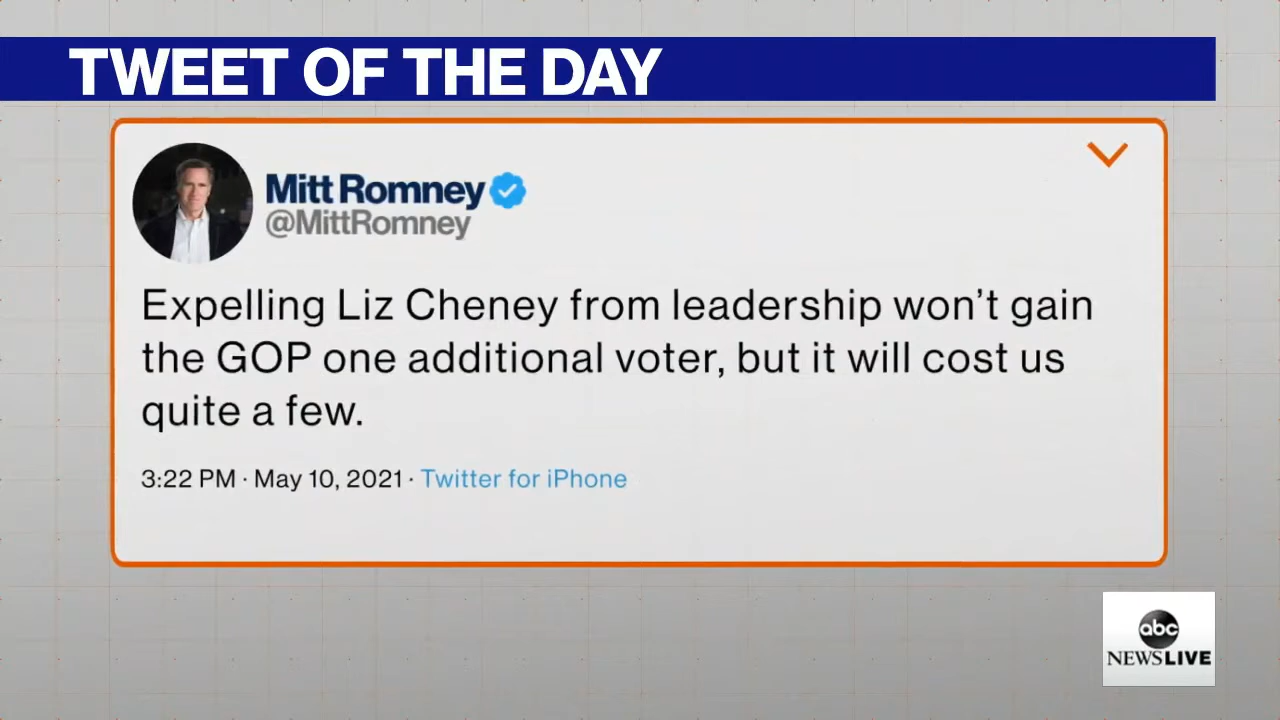 TWEET OF THE DAY
Mitt Romney
@MittRomney
Expelling Liz Cheney from leadership won’t gain
the GOP one additional voter, but it will cost us
quite a few.
3:22 PM · May 10, 2021 · Twitter for iPhone
abc
NEWSLIVE